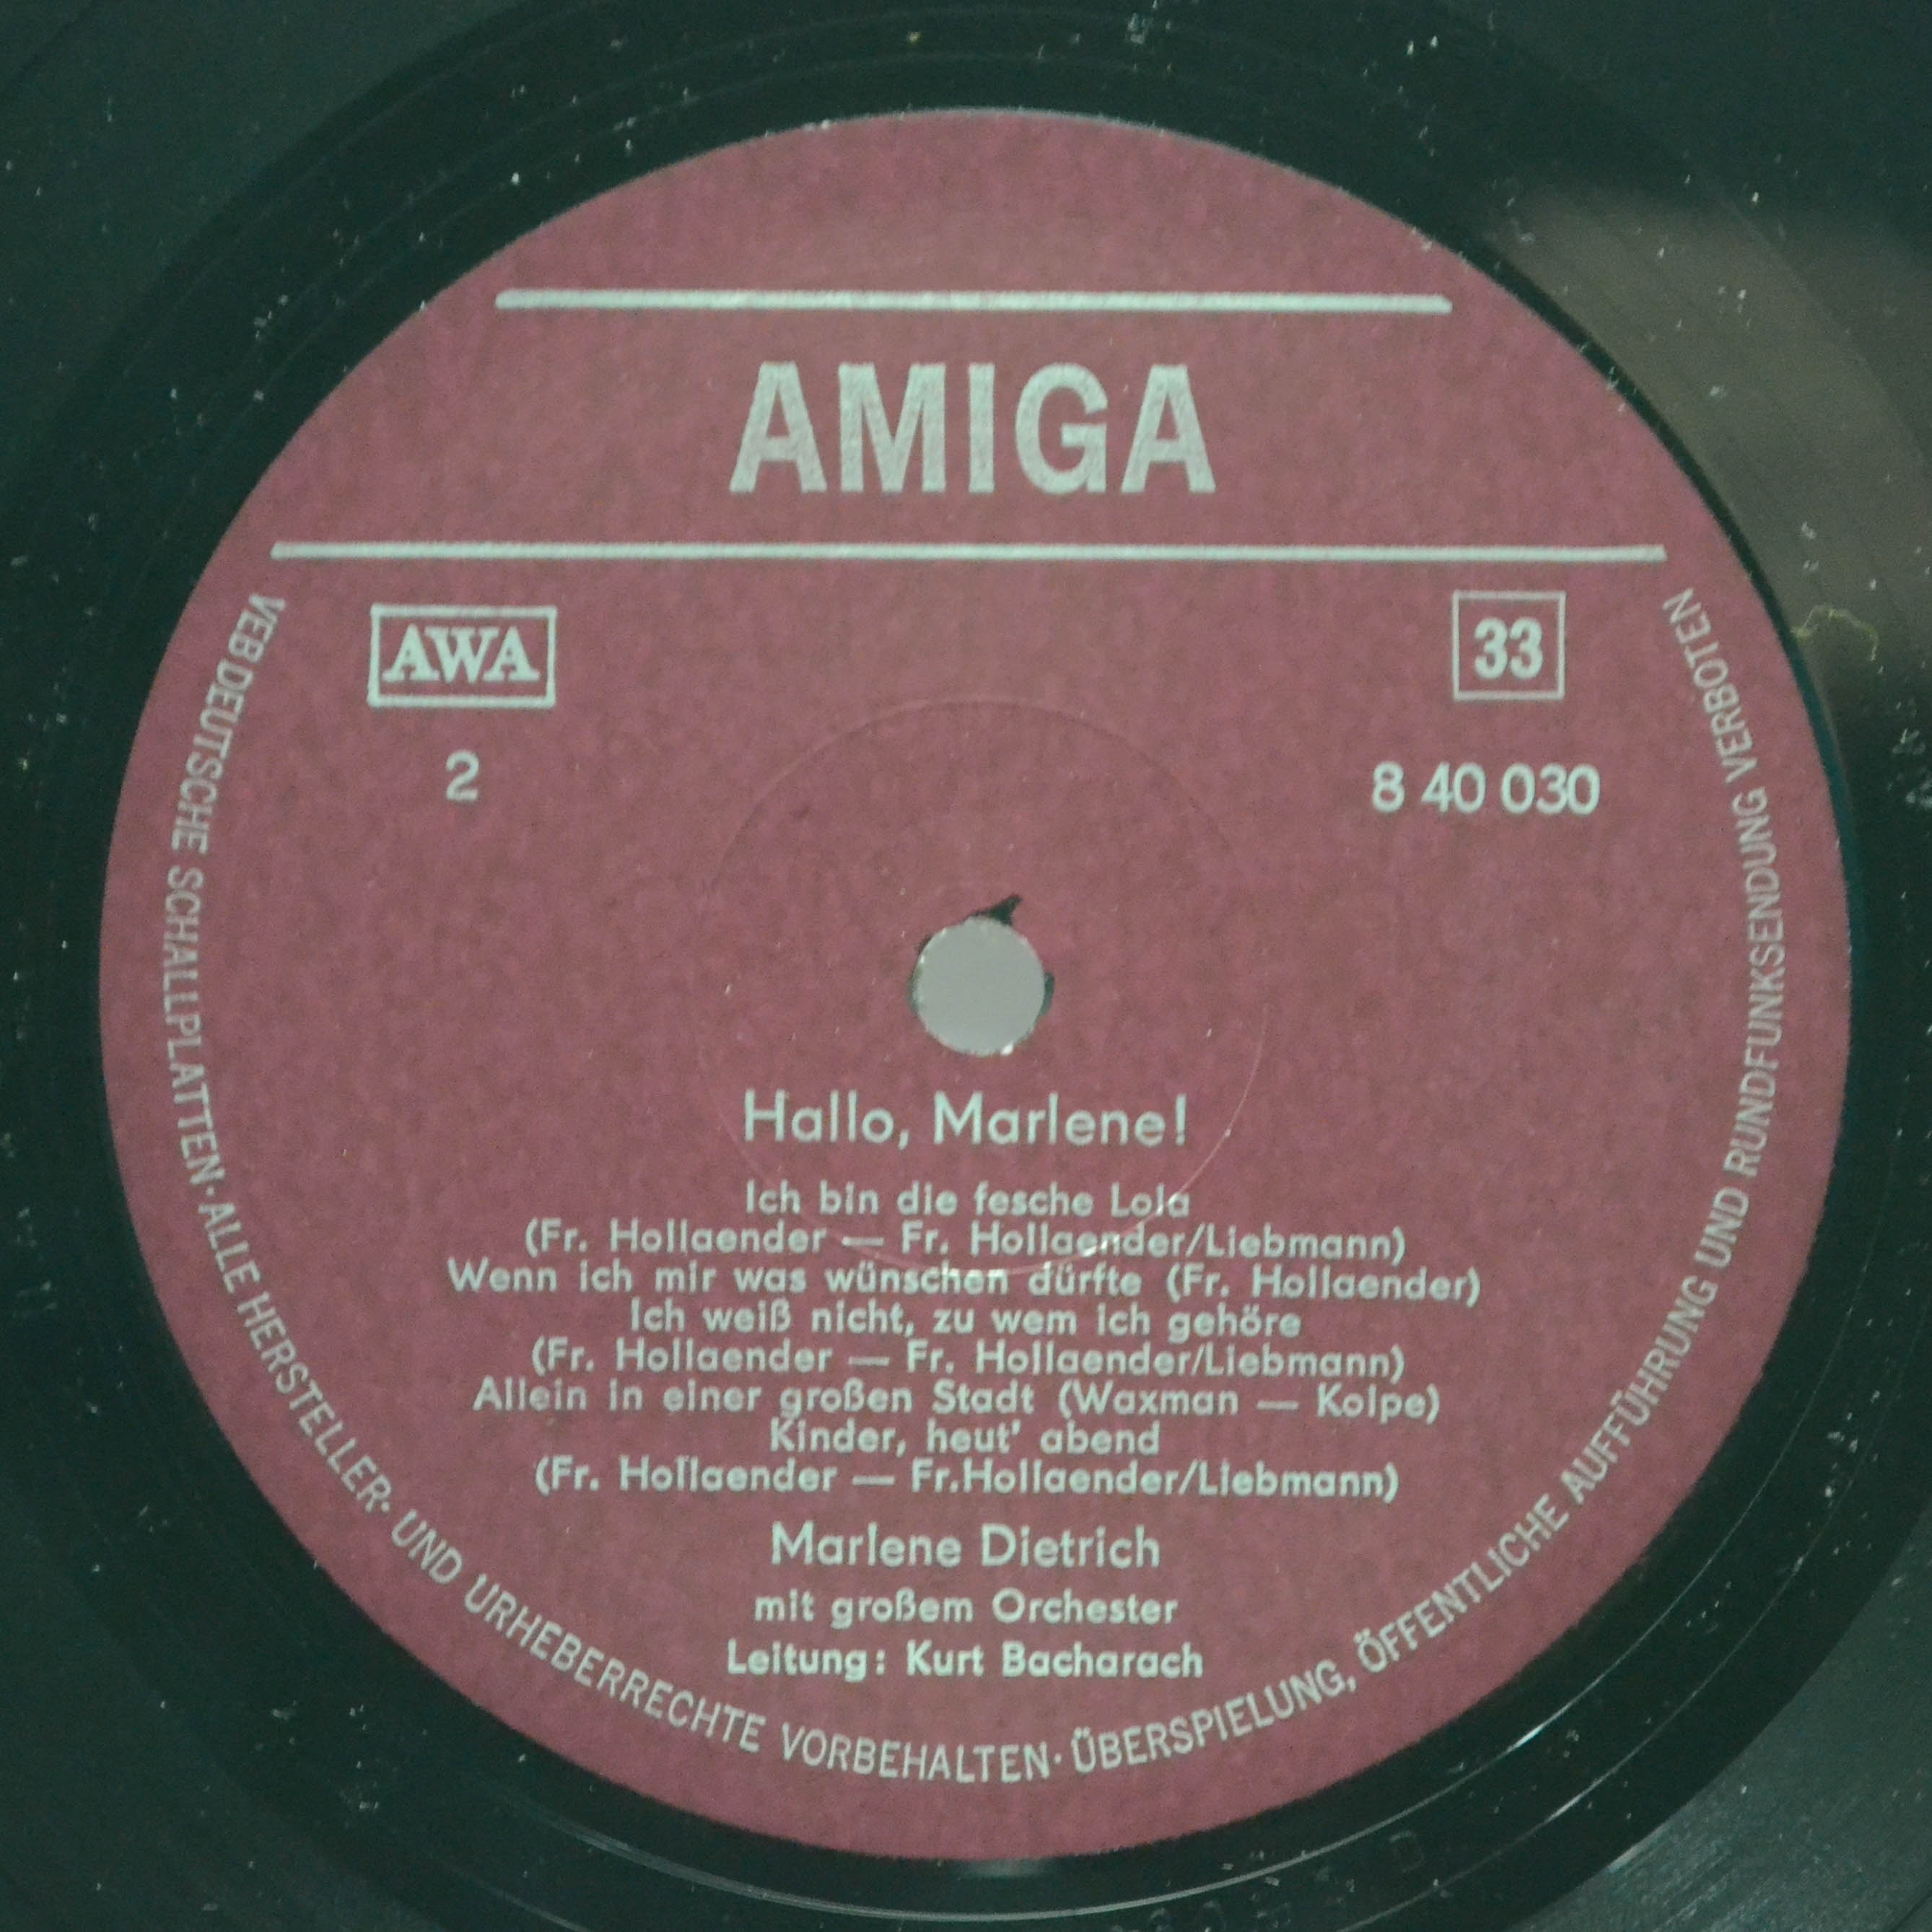 AMIGA
AWA
33
2
8 40 030
Hallo, Marlene!
Ich bin die fesche Lola
(Fr. Hollaender — Fr. Hollaender/Liebmann)
Wenn ich mir was wünschen dürfte (Fr. Hollaender)
Ich weiß nicht, zu wem ich gehöre
(Fr. Hollaender — Fr. Hollaender/Liebmann)
Allein in einer großen Stadt (Waxman — Kolpe)
Kinder, heut' abend
(Fr. Hollaender — Fr.Hollaender/Liebmann)
Marlene Dietrich
mit großem Orchester
Leitung: Kurt Bacharach
VEB DEUTSCHE SCHALLPLATTEN · ALLE HERSTELLER- UND URHEBERRECHTE VORBEHALTEN · ÜBERSPIELUNG, ÖFFENTLICHE AUFFÜHRUNG UND RUNDFUNKSENDUNG VERBOTEN